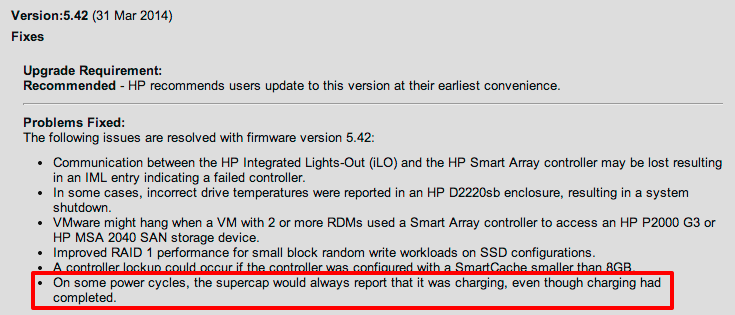 Version:5.42 (31 Mar 2014)
Fixes
Upgrade Requirement:
Recommended - HP recommends users update to this version at their earliest convenience.
Problems Fixed:
The following issues are resolved with firmware version 5.42:
• Communication between the HP Integrated Lights-Out (iLO) and the HP Smart Array controller may be lost resulting
in an IML entry indicating a failed controller.
• In some cases, incorrect drive temperatures were reported in an HP D2220sb enclosure, resulting in a system
shutdown.
• VMware might hang when a VM with 2 or more RDMs used a Smart Array controller to access an HP P2000 G3 or
HP MSA 2040 SAN storage device.
• Improved RAID 1 performance for small block random write workloads on SSD configurations.
• A controller lockup could occur if the controller was configured with a SmartCache smaller than 8GB.
• On some power cycles, the supercap would always report that it was charging, even though charging had
completed.